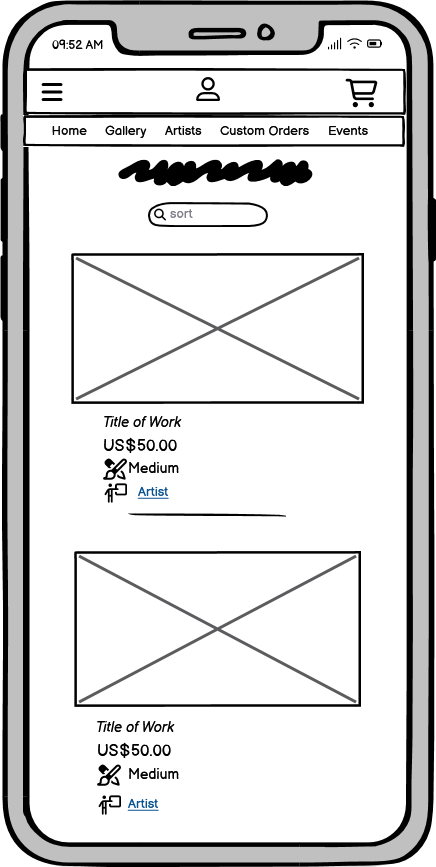 09:52 AM
Home Gallery Artists Custom Orders Events
sort
Title of Work
US$50.00
Medium
Artist
Title of Work
US$50.00
Medium
Artist